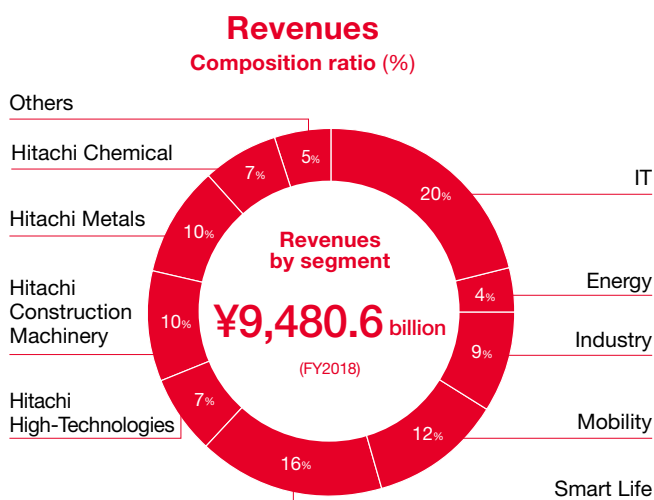 Revenues
Composition ratio (%)
Others
Hitachi Chemical
Hitachi Metals
Hitachi
Construction
Machinery
Hitachi
High-Technologies
5%
7%
10%
10%
7%
16%
20%
4%
9%
12%
Revenues
by segment
¥9,480.6 billion
(FY2018)
IT
Energy
Industry
Mobility
Smart Life